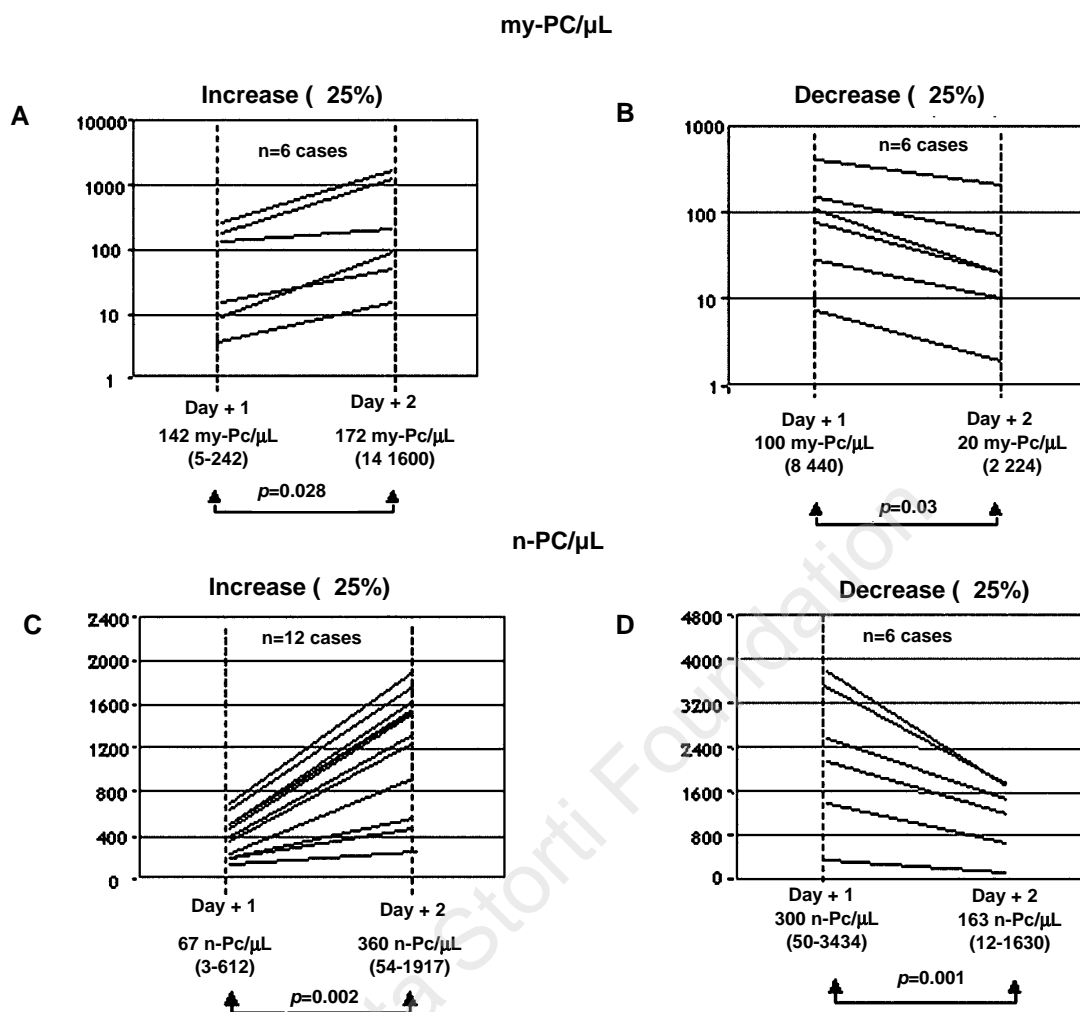 my-PC/µL
A
Increase ( 25%)
10000
1000
100
10
1
n=6 cases
Day + 1
142 my-Pc/µL
(5-242)
Day + 2
172 my-Pc/µL
(14 1600)
p=0.028
B
Decrease ( 25%)
1000
100
10
1
n=6 cases
Day + 1
100 my-Pc/µL
(8 440)
Day + 2
20 my-Pc/µL
(2 224)
p=0.03
n-PC/µL
C
Increase ( 25%)
2400
2000
1600
1200
800
400
0
n=12 cases
Day + 1
67 n-Pc/µL
(3-612)
Day + 2
360 n-Pc/µL
(54-1917)
p=0.002
D
Decrease ( 25%)
4800
4000
3200
2400
1600
800
0
n=6 cases
Day + 1
300 n-Pc/µL
(50-3434)
Day + 2
163 n-Pc/µL
(12-1630)
p=0.001
ta Storti Foundation